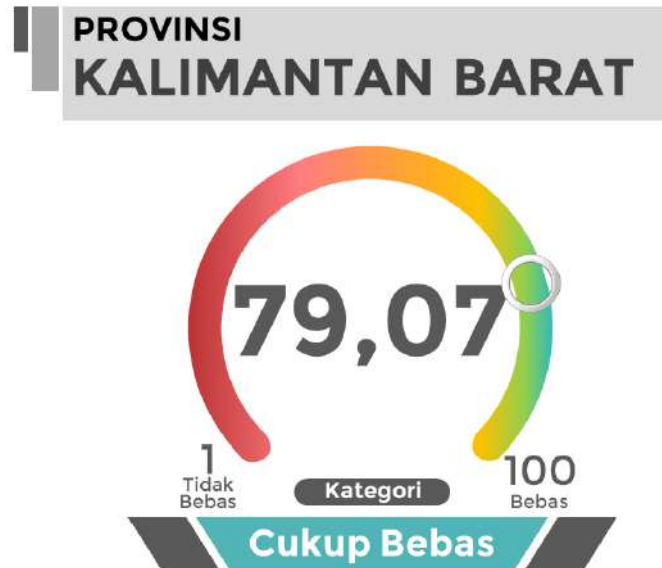 PROVINSI
KALIMANTAN BARAT
79,07
1
Tidak
Bebas
Kategori
100
Bebas
Cukup Bebas